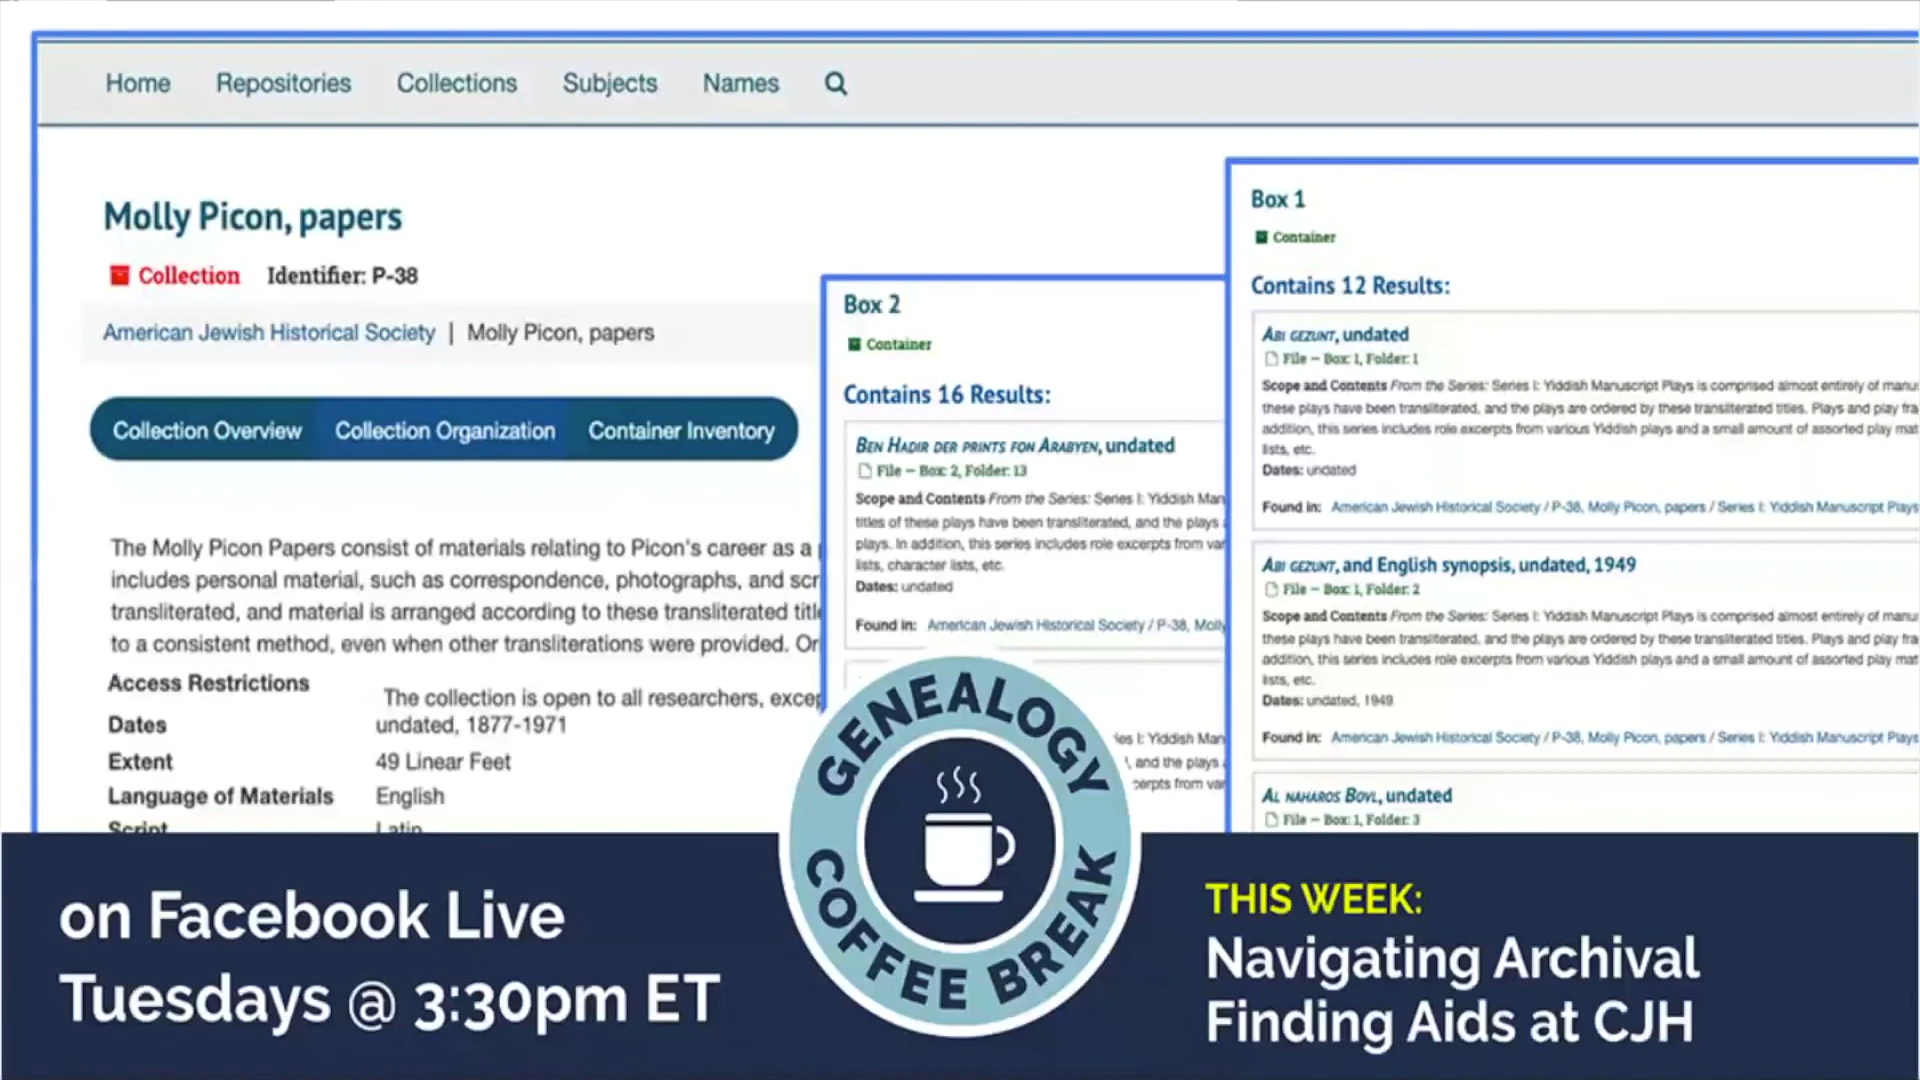 Home Repositories Collections Subjects Names
Molly Picon, papers
Collection Identifier: P-38
American Jewish Historical Society | Molly Picon, papers
Collection Overview Collection Organization Container Inventory
The Molly Picon Papers consist of materials relating to Picon's career as a
includes personal material, such as correspondence, photographs, and scr
transliterated, and material is arranged according to these transliterated title
to a consistent method, even when other transliterations were provided. Or
Access Restrictions The collection is open to all researchers, excep
Dates undated, 1877-1971
Extent 49 Linear Feet
Language of Materials English
Script Latin
Box 2
Container
Contains 16 Results:
BEN HADIR DER PRINTS FON ARABYEN, undated
File — Box: 2, Folder: 13
Scope and Contents From the Series: Series I: Yiddish Man
titles of these plays have been transliterated, and the plays
plays. In addition, this series includes role excerpts from var
lists, character lists, etc.
Dates: undated
Found in: American Jewish Historical Society / P-38, Molly
ies I: Yiddish Man
, and the plays
cerpts from var
Box 1
Container
Contains 12 Results:
ABI GEZUNT, undated
File — Box: 1, Folder: 1
Scope and Contents From the Series: Series I: Yiddish Manuscript Plays is comprised almost entirely of manu
these plays have been transliterated, and the plays are ordered by these transliterated titles. Plays and play fra
addition, this series includes role excerpts from various Yiddish plays and a small amount of assorted play mat
lists, etc.
Dates: undated
Found in: American Jewish Historical Society / P-38, Molly Picon, papers / Series I: Yiddish Manuscript Plays
ABI GEZUNT, and English synopsis, undated, 1949
File — Box: 1, Folder: 2
Scope and Contents From the Series: Series I: Yiddish Manuscript Plays is comprised almost entirely of manu
these plays have been transliterated, and the plays are ordered by these transliterated titles. Plays and play fra
addition, this series includes role excerpts from various Yiddish plays and a small amount of assorted play mat
lists, etc.
Dates: undated, 1949
Found in: American Jewish Historical Society / P-38, Molly Picon, papers / Series I: Yiddish Manuscript Plays
AL NAHAROS BOVL, undated
File — Box: 1, Folder: 3
on Facebook Live
Tuesdays @ 3:30pm ET
GENEALOGY
COFFEE BREAK
THIS WEEK:
Navigating Archival
Finding Aids at CJH